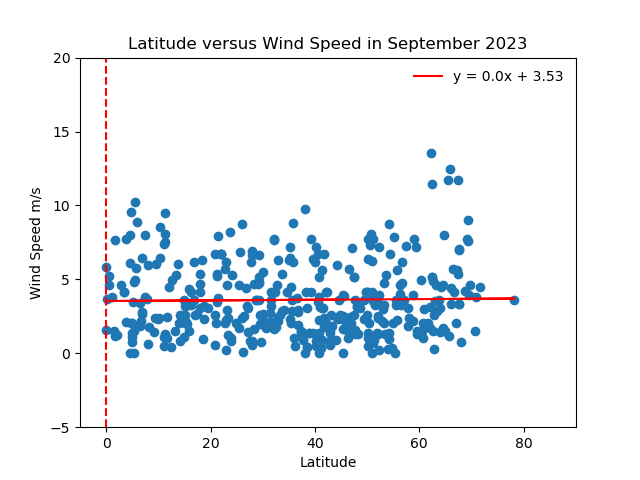 Latitude versus Wind Speed in September 2023
y = 0.0x + 3.53
20
15
10
5
0
−5
Wind Speed m/s
0 20 40 60 80
Latitude